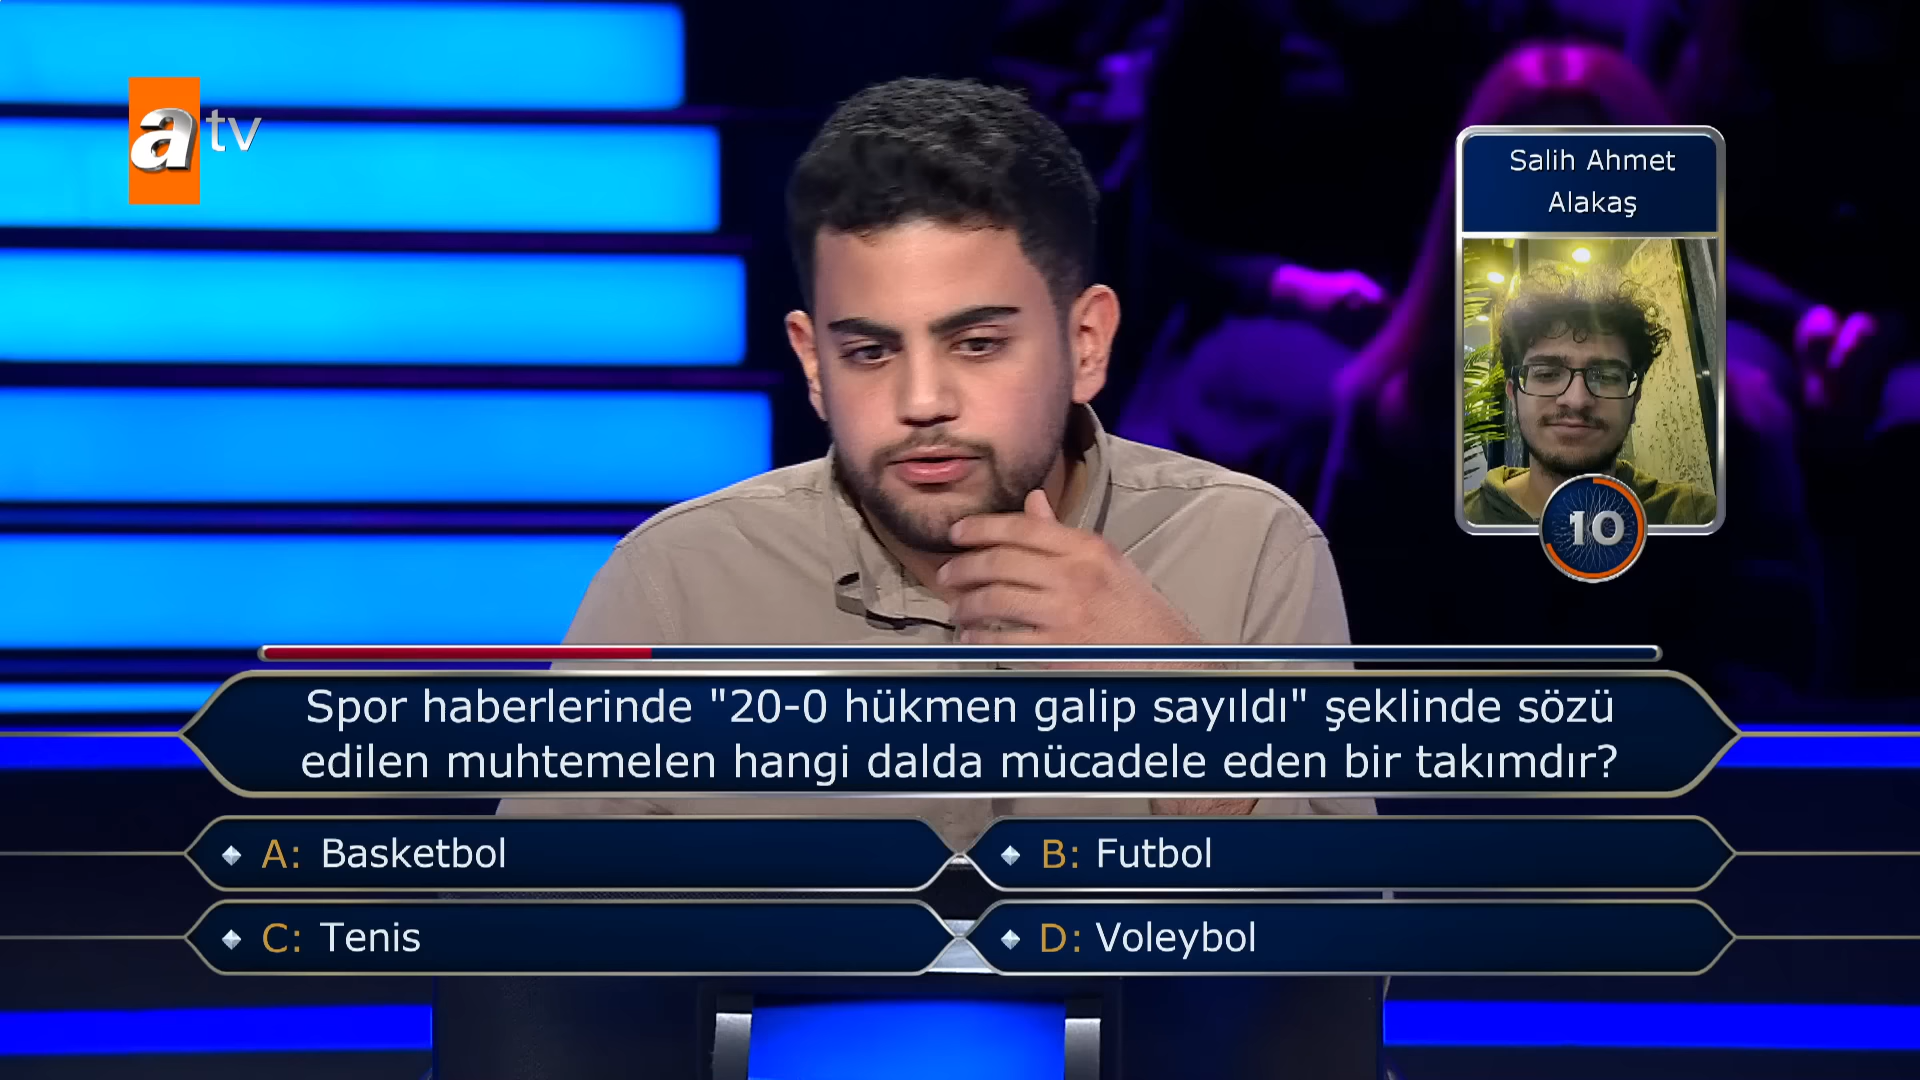 atv
Salih Ahmet
Alakaş
10
Spor haberlerinde "20-0 hükmen galip sayıldı" şeklinde sözü
edilen muhtemelen hangi dalda mücadele eden bir takımdır?
A: Basketbol
B: Futbol
C: Tenis
D: Voleybol